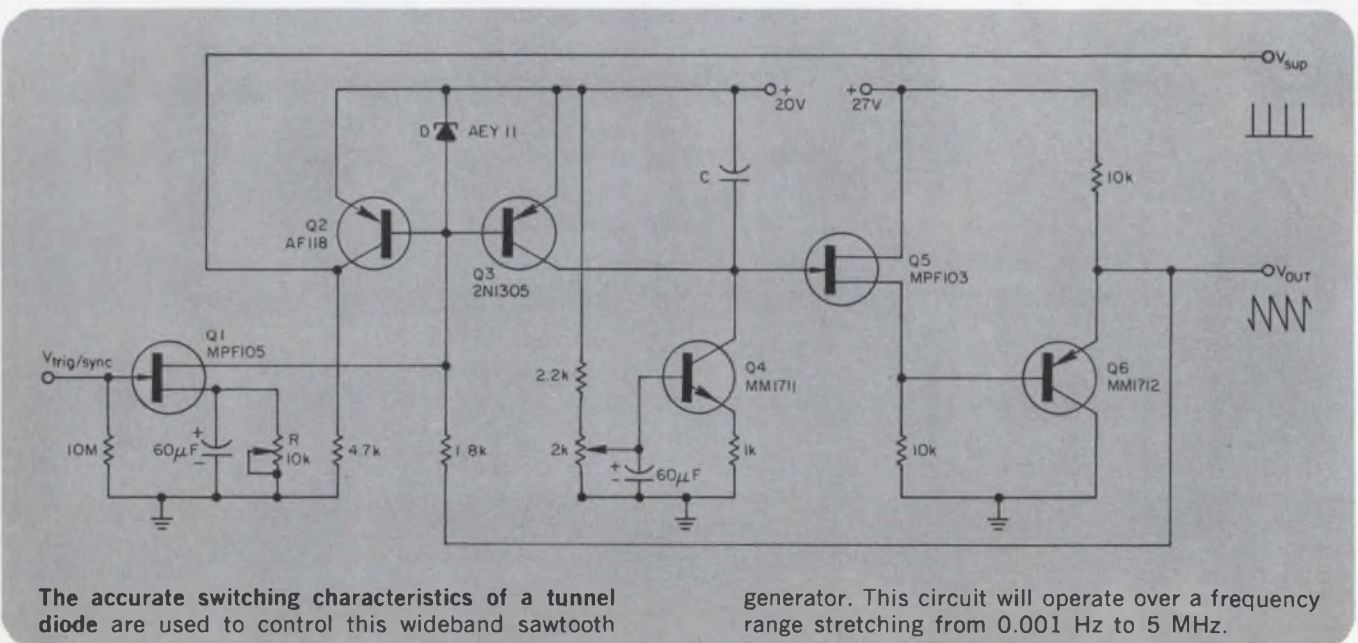 V_sup
+
20V
+
27V
D
AEY 11
C
10k
Q2
AF118
Q3
2N1305
Q5
MPF103
V_OUT
Q1
MPF105
V_trig/sync
2.2k
Q4
MM1711
Q6
MM1712
10M
60μF
+
-
R
10k
4.7k
1.8k
2k
+
-
60μF
1k
10k
The accurate switching characteristics of a tunnel
diode are used to control this wideband sawtooth
generator. This circuit will operate over a frequency
range stretching from 0.001 Hz to 5 MHz.